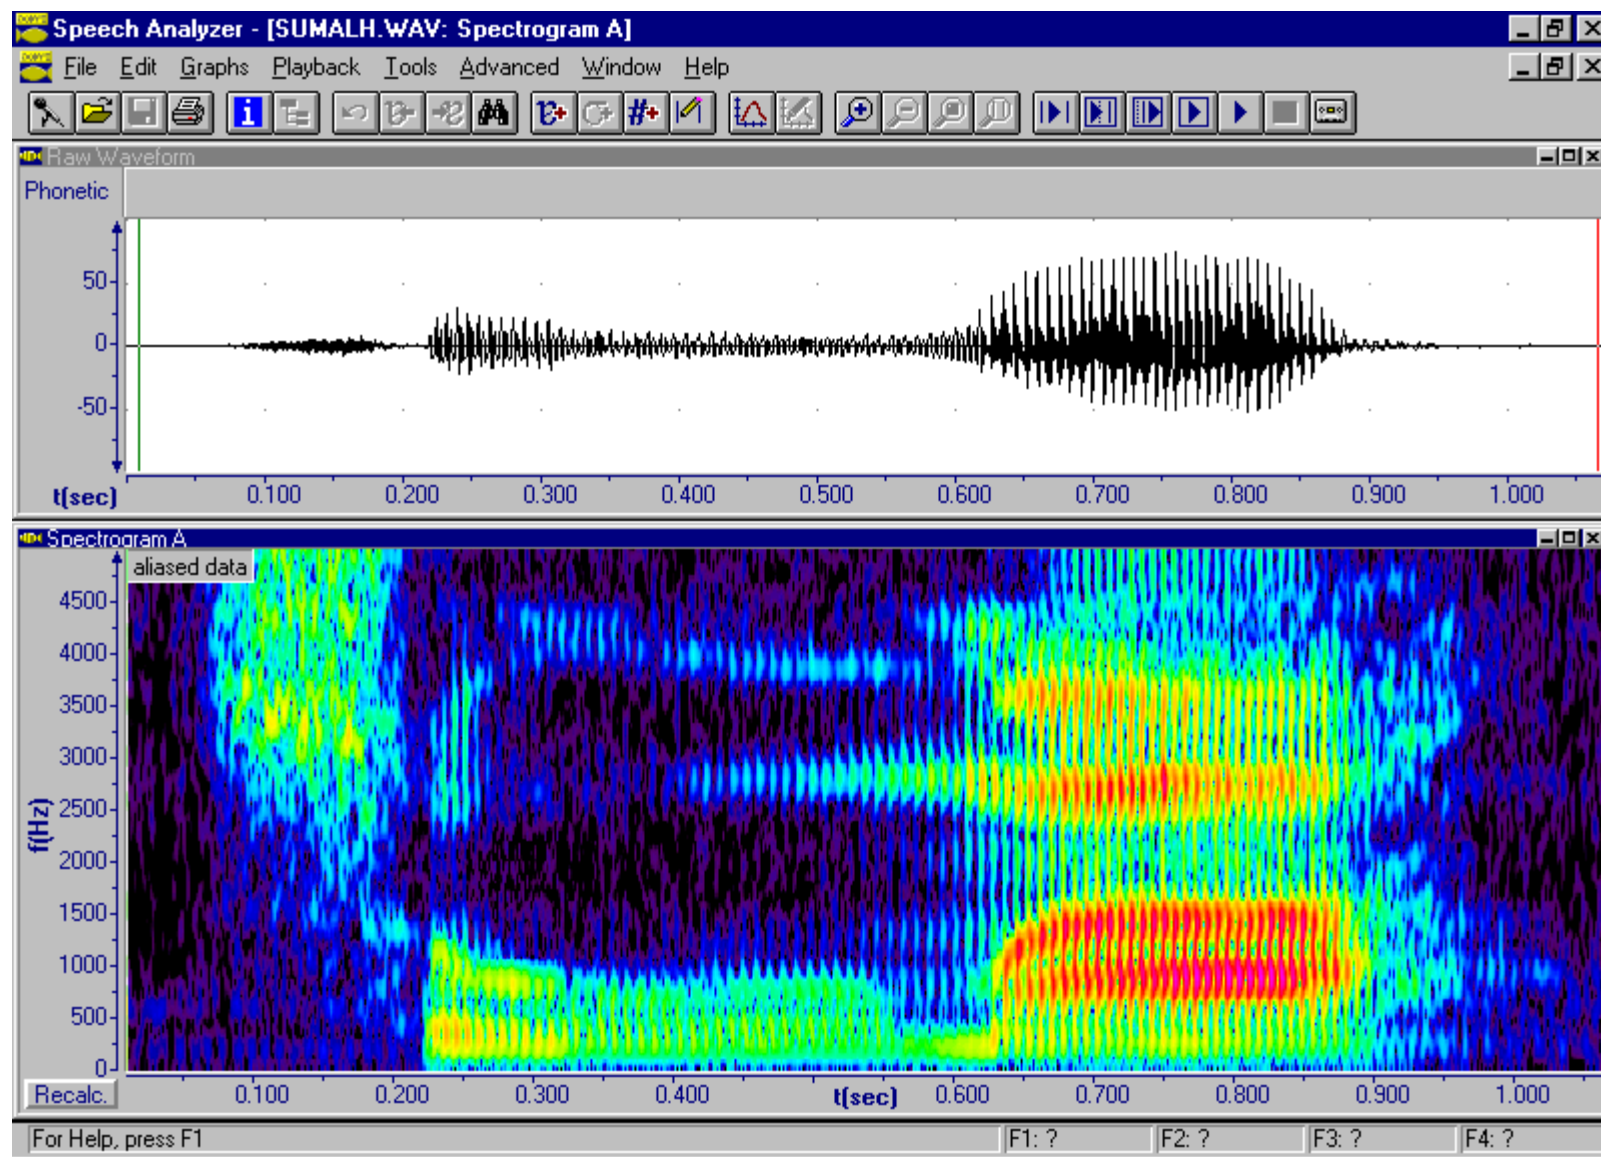 Speech Analyzer - [SUMALH.WAV: Spectrogram A]
File Edit Graphs Playback Tools Advanced Window Help
Raw Waveform
Phonetic
50
0
-50
t(sec) 0.100 0.200 0.300 0.400 0.500 0.600 0.700 0.800 0.900 1.000
Spectrogram A
aliased data
4500
4000
3500
3000
2500
2000
1500
1000
500
0
f(Hz)
Recalc. 0.100 0.200 0.300 0.400 t(sec) 0.600 0.700 0.800 0.900 1.000
For Help, press F1 F1: ? F2: ? F3: ? F4: ?